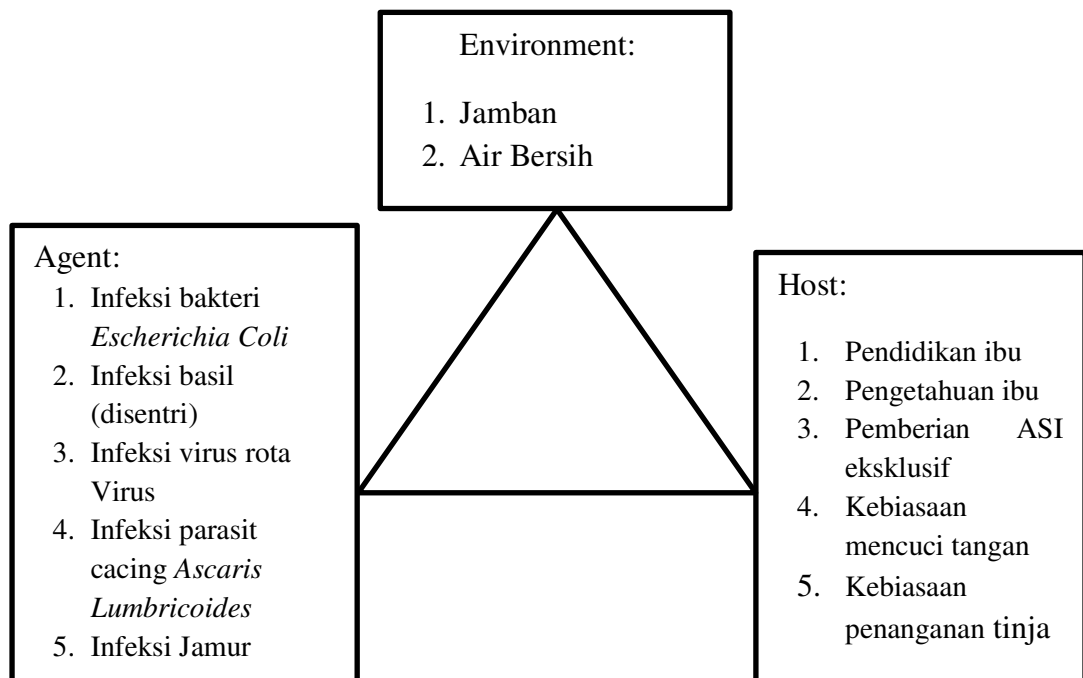 Environment:
1. Jamban
2. Air Bersih
Agent:
1. Infeksi bakteri
Escherichia Coli
2. Infeksi basil
(disentri)
3. Infeksi virus rota
Virus
4. Infeksi parasit
cacing Ascaris
Lumbricoides
5. Infeksi Jamur
Host:
1. Pendidikan ibu
2. Pengetahuan ibu
3. Pemberian ASI
eksklusif
4. Kebiasaan
mencuci tangan
5. Kebiasaan
penanganan tinja